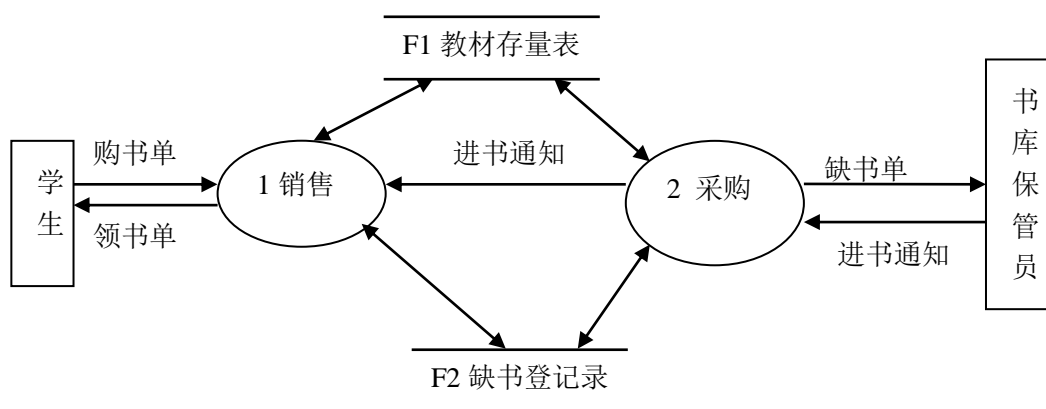 F1 教材存量表
学生
购书单
领书单
1 销售
进书通知
2 采购
缺书单
进书通知
书库保管员
F2 缺书登记录